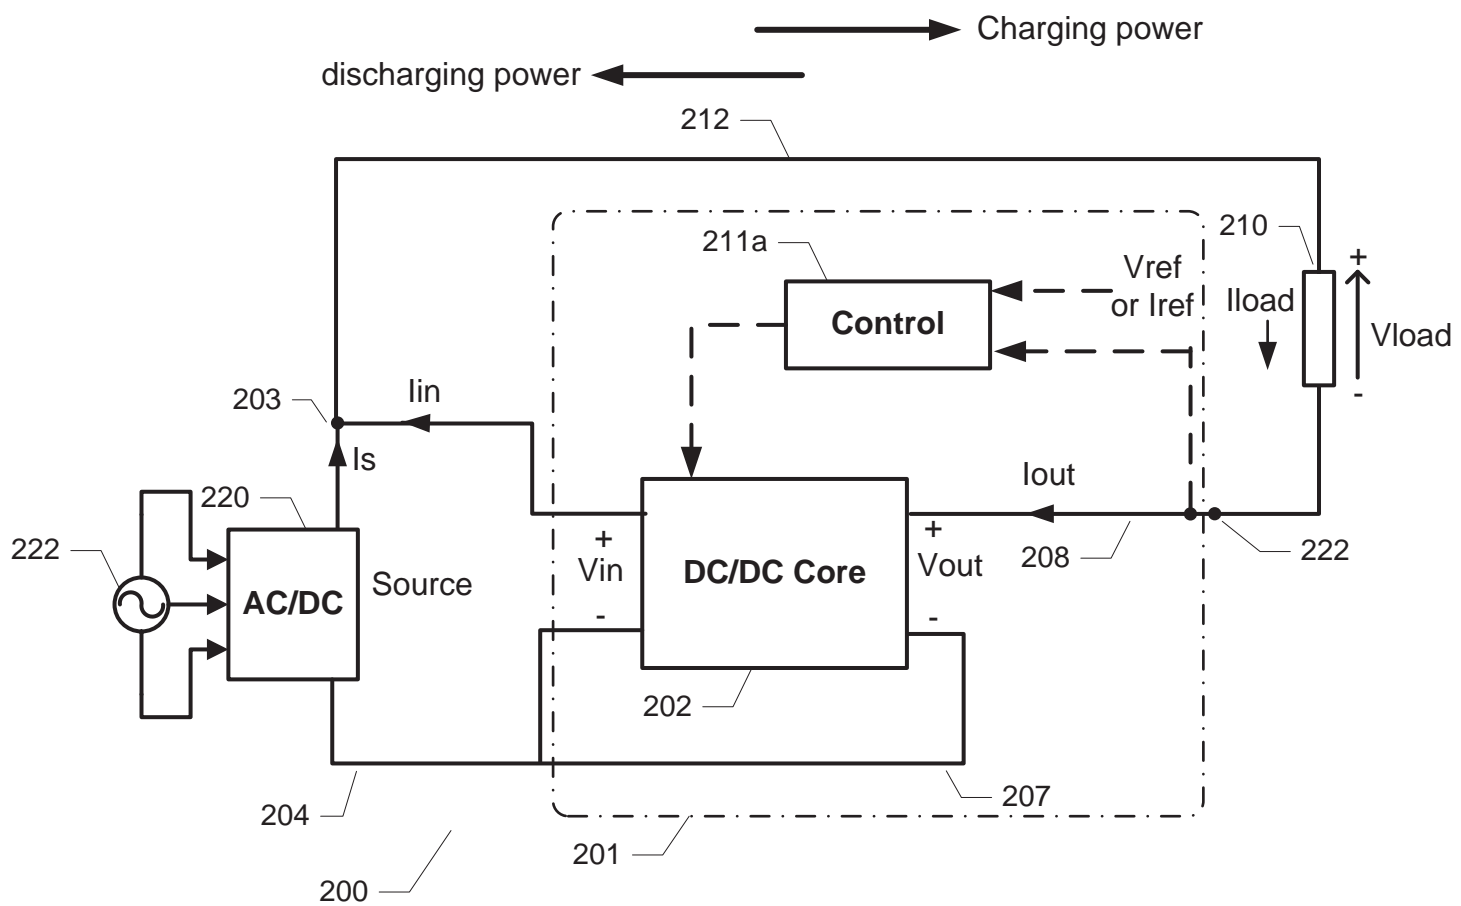 Charging power
discharging power
212
210
211a
Vref
or Iref
Iload
+
Control
Vload
-
203
Iin
Is
220
Iout
222
+
Vin
-
DC/DC Core
+
Vout
-
208
222
AC/DC
Source
202
204
207
201
200